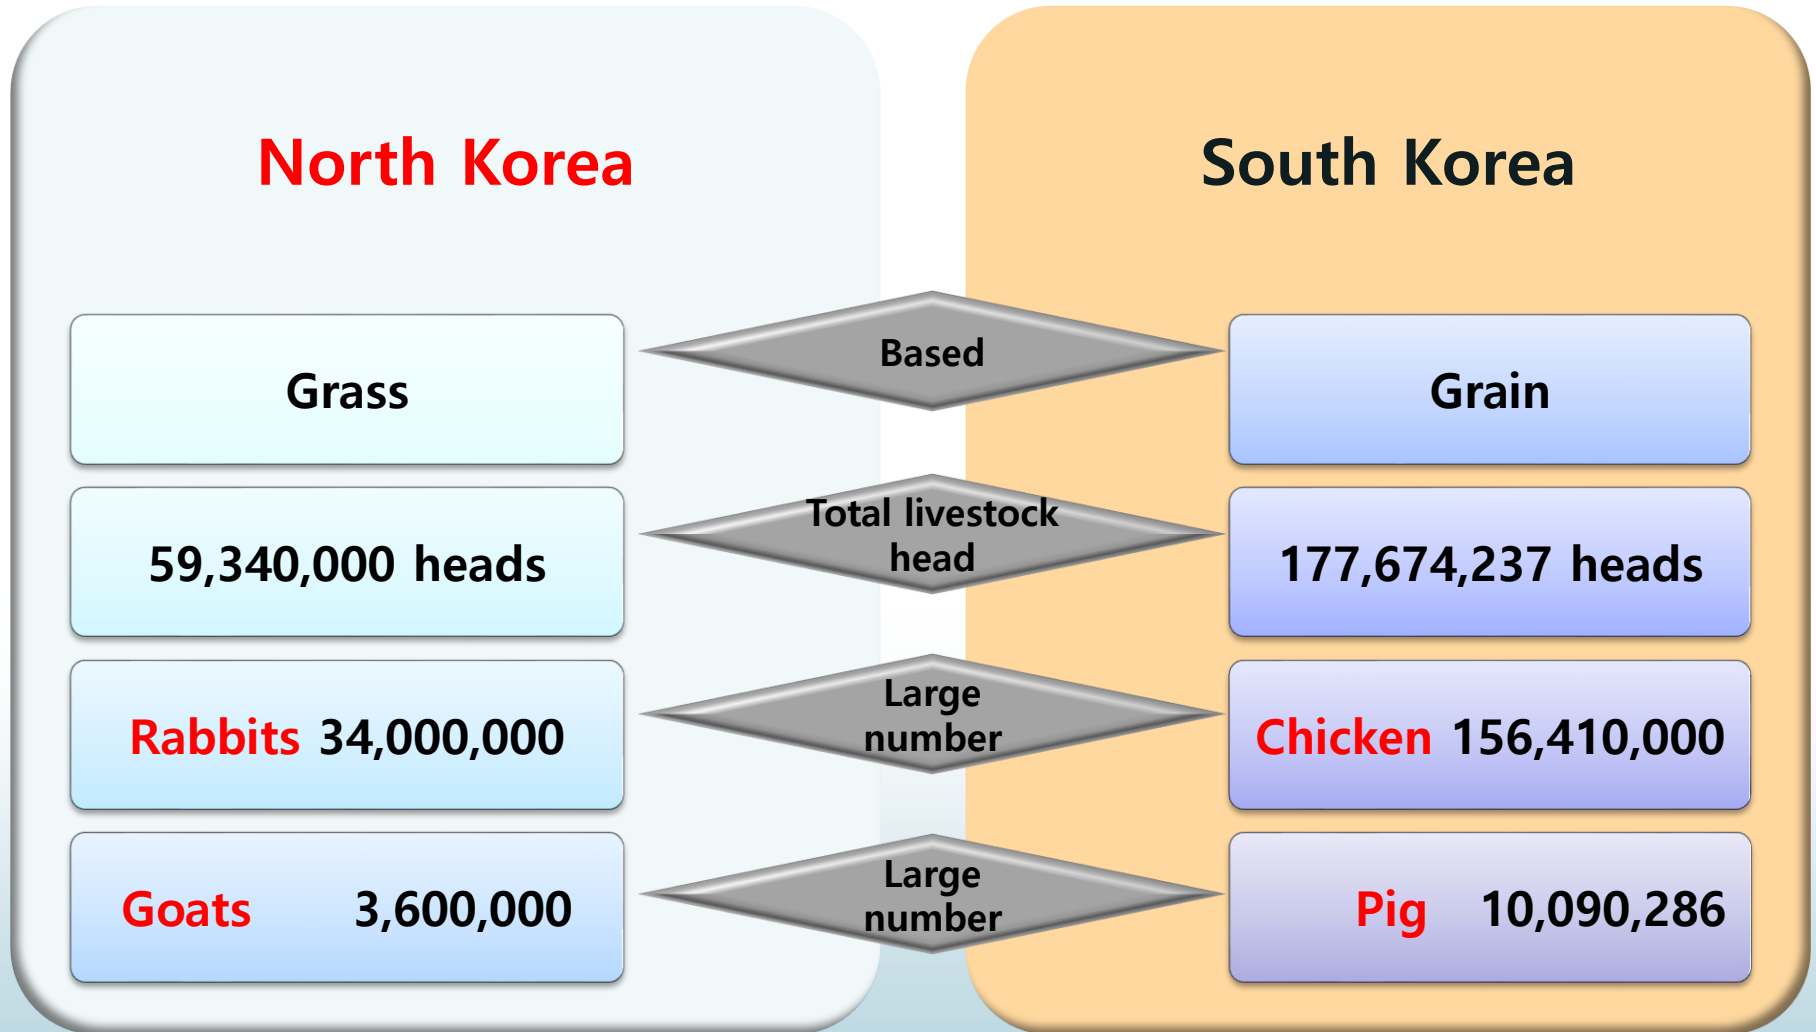 North Korea
South Korea
Grass
Based
Grain
59,340,000 heads
Total livestock
head
177,674,237 heads
Rabbits 34,000,000
Large
number
Chicken 156,410,000
Goats 3,600,000
Large
number
Pig 10,090,286